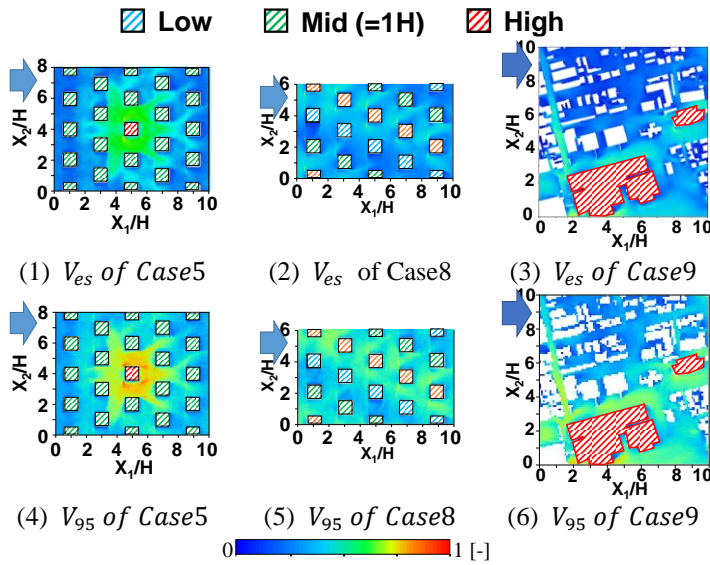 Low Mid (=1H) High
8
6
4
2
0
X2/H
0 2 4 6 8 10
X1/H
(1) Ves of Case5
6
4
2
0
X2/H
0 2 4 6 8 10
X1/H
(2) Ves of Case8
10
8
6
4
2
0
X2/H
0 2 4 6 8 10
X1/H
(3) Ves of Case9
8
6
4
2
0
X2/H
0 2 4 6 8 10
X1/H
(4) V95 of Case5
6
4
2
0
X2/H
0 2 4 6 8 10
X1/H
(5) V95 of Case8
10
8
6
4
2
0
X2/H
0 2 4 6 8 10
X1/H
(6) V95 of Case9
0 1 [-]